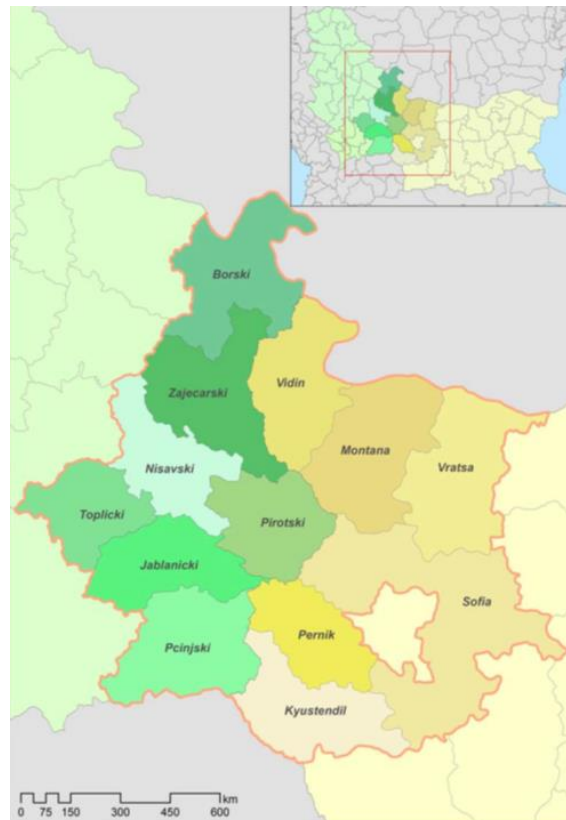 Borski
Zajecarski
Vidin
Montana
Nisavski
Vratsa
Toplicki
Pirotski
Jablanicki
Sofia
Pernik
Pcinjski
Kyustendil
km
0 75 150 300 450 600